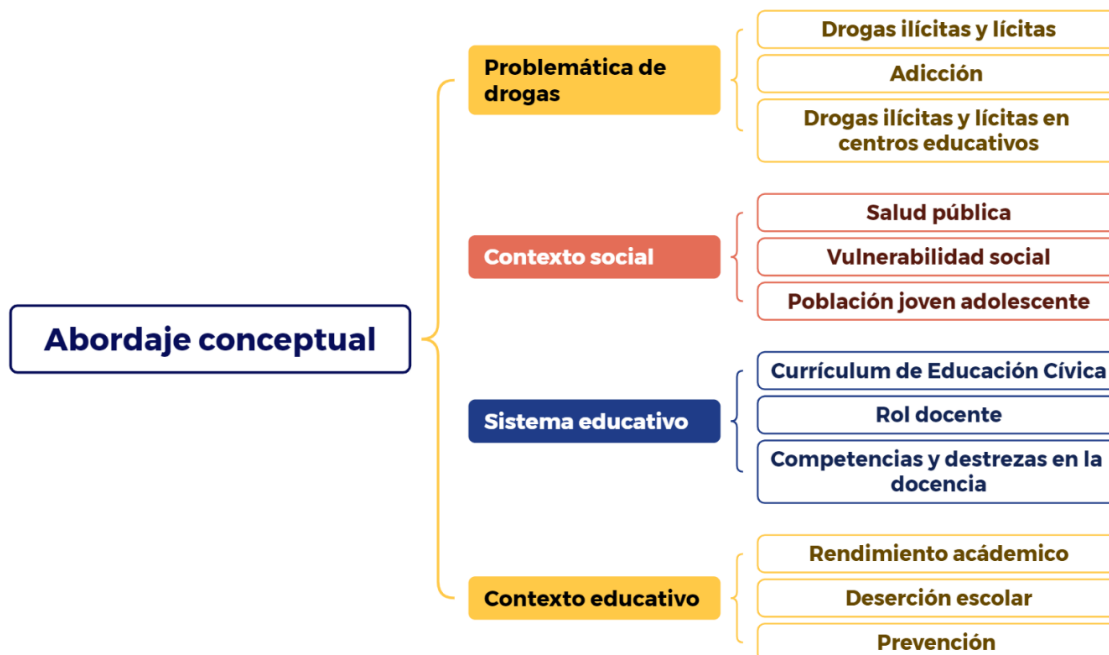 Abordaje conceptual
Problemática de
drogas
Drogas ilícitas y lícitas
Adicción
Drogas ilícitas y lícitas en
centros educativos
Contexto social
Salud pública
Vulnerabilidad social
Población joven adolescente
Sistema educativo
Currículum de Educación Cívica
Rol docente
Competencias y destrezas en la
docencia
Contexto educativo
Rendimiento acádemico
Deserción escolar
Prevención